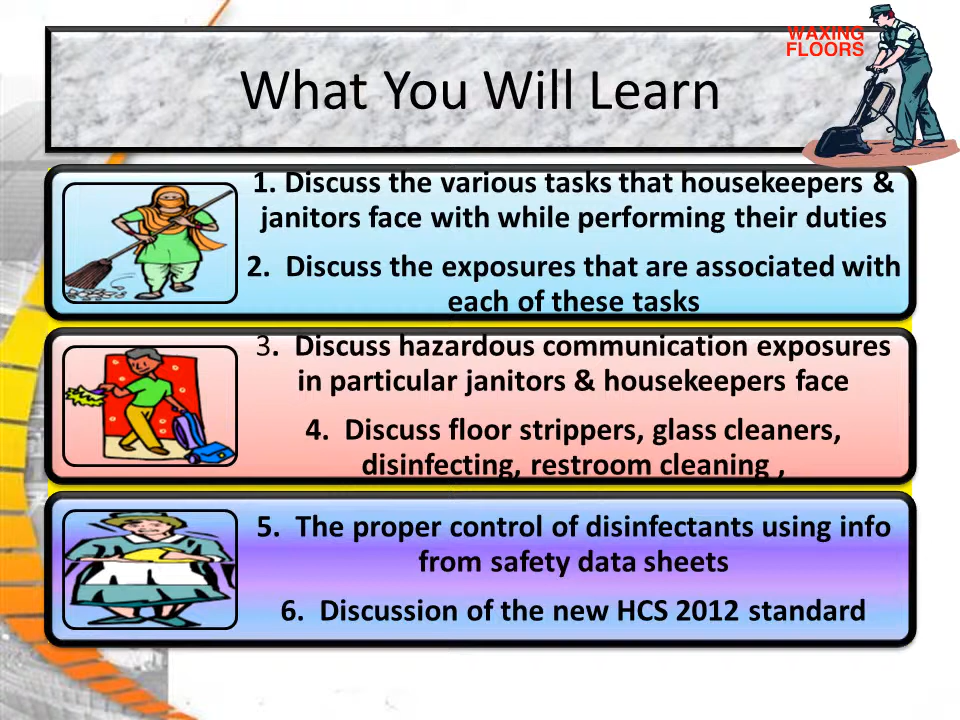 WAXING
FLOORS
What You Will Learn
1. Discuss the various tasks that housekeepers &
janitors face with while performing their duties
2. Discuss the exposures that are associated with
each of these tasks
3. Discuss hazardous communication exposures
in particular janitors & housekeepers face
4. Discuss floor strippers, glass cleaners,
disinfecting, restroom cleaning ,
5. The proper control of disinfectants using info
from safety data sheets
6. Discussion of the new HCS 2012 standard